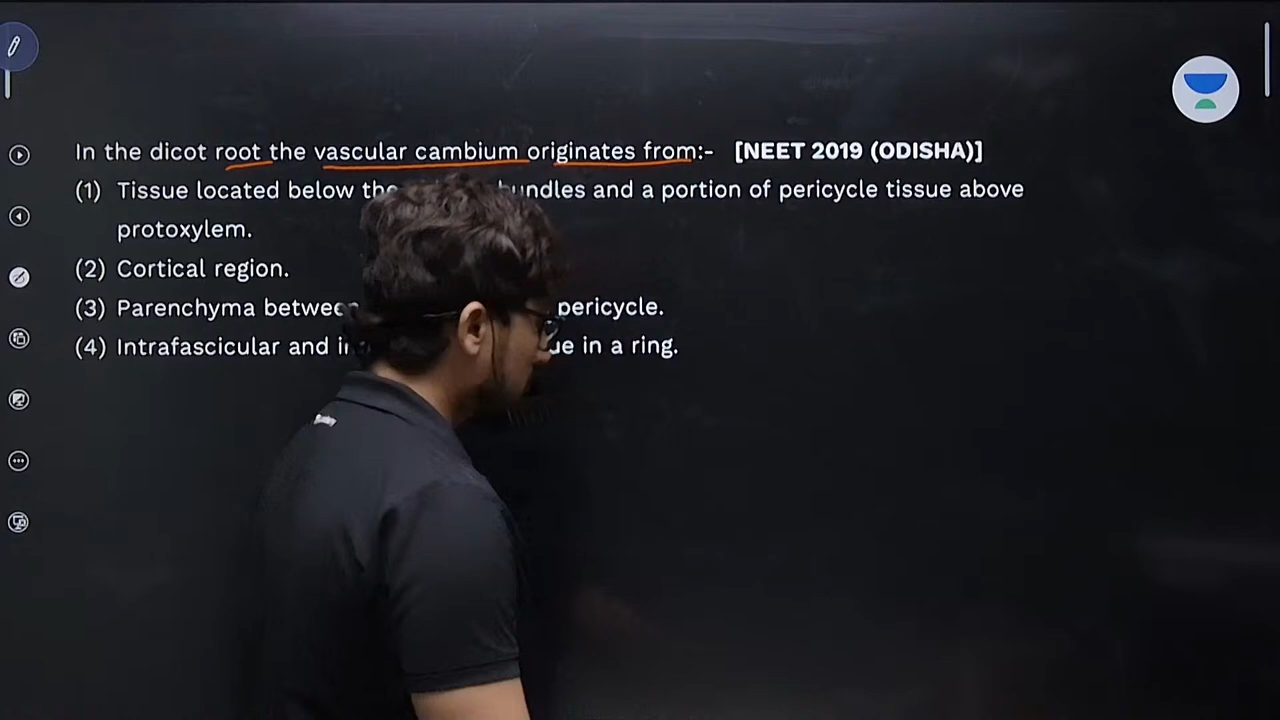 In the dicot root the vascular cambium originates from:- [NEET 2019 (ODISHA)]
(1) Tissue located below the bundles and a portion of pericycle tissue above
protoxylem.
(2) Cortical region.
(3) Parenchyma between pericycle.
(4) Intrafascicular and in a ring.